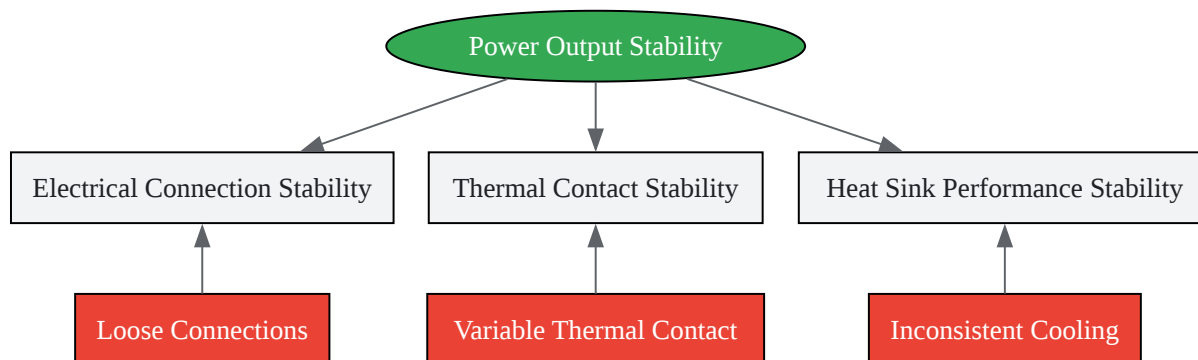 Power Output Stability
Electrical Connection Stability
Thermal Contact Stability
Heat Sink Performance Stability
Loose Connections
Variable Thermal Contact
Inconsistent Cooling